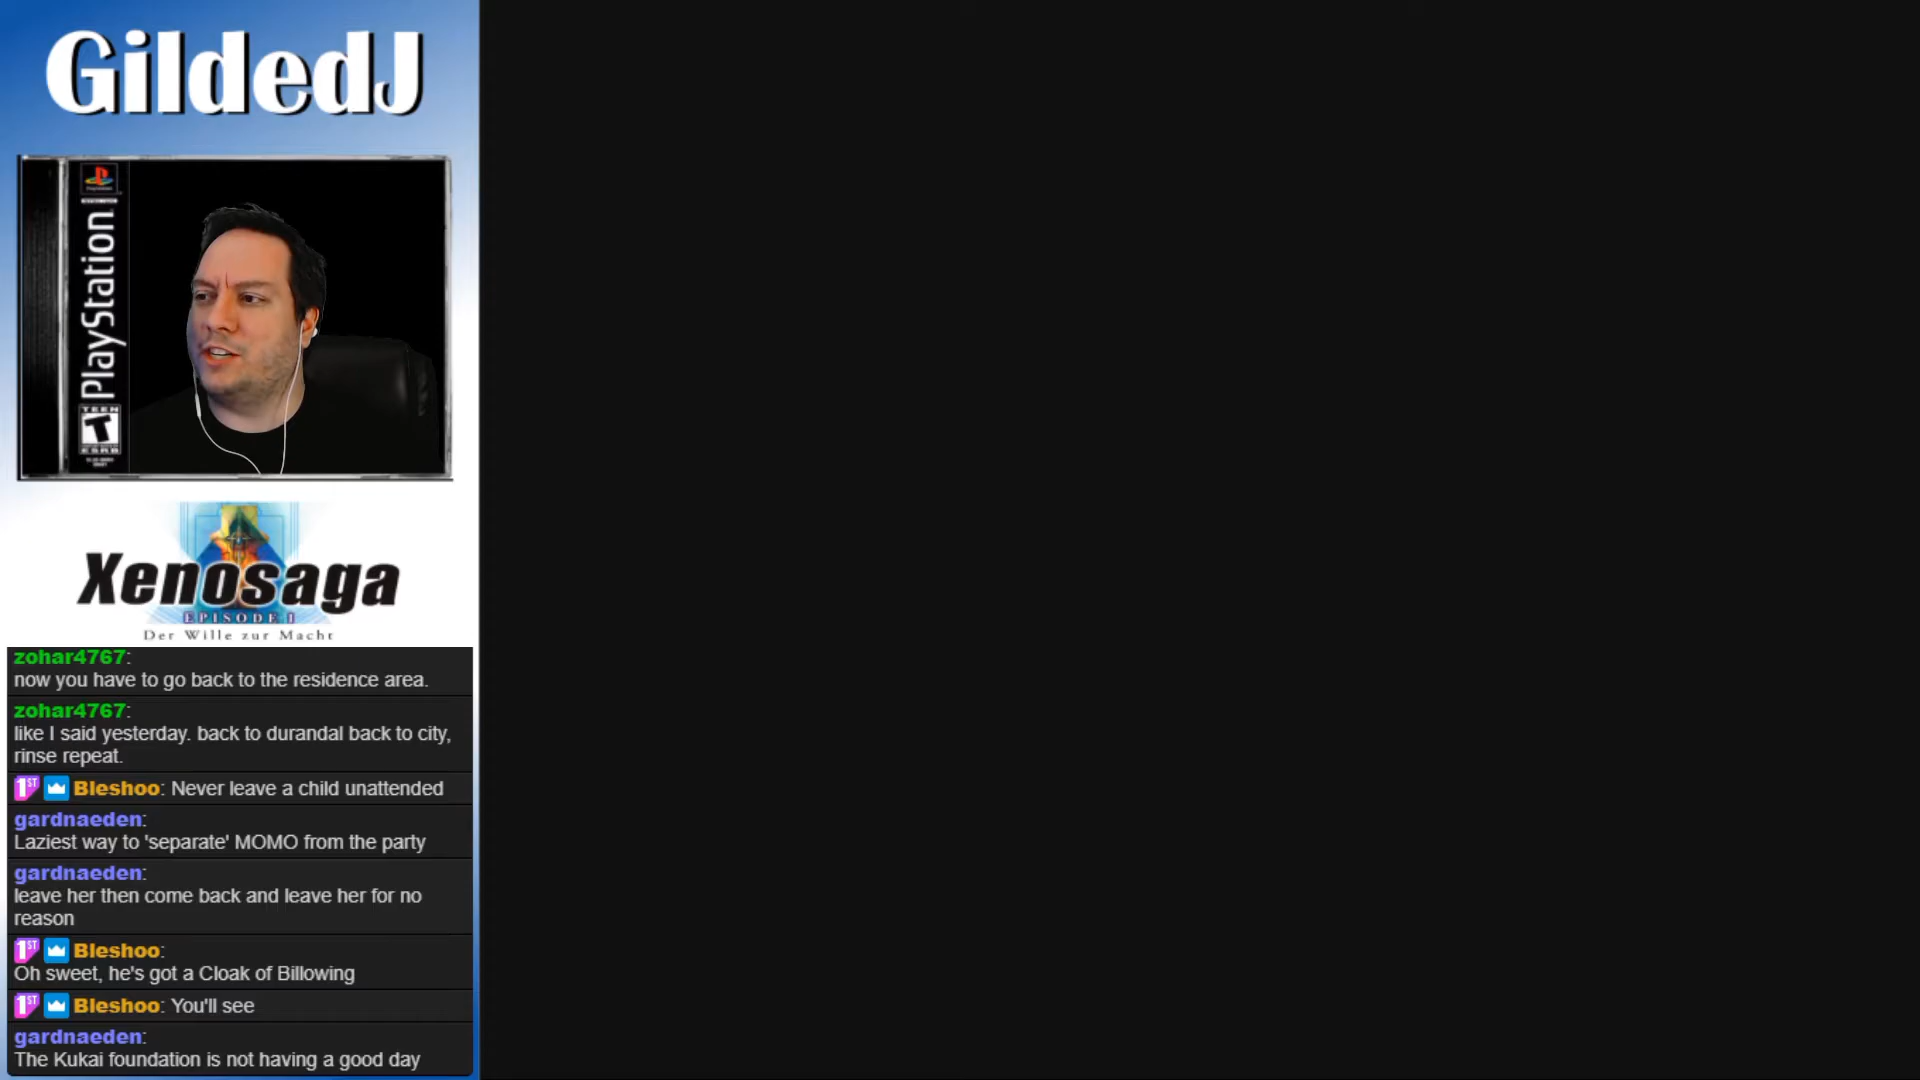 GildedJ
PlayStation
TEEN
T
ESRB
Xenosaga
EPISODE I
Der Wille zur Macht
zohar4767:
now you have to go back to the residence area.
zohar4767:
like I said yesterday. back to durandal back to city,
rinse repeat.
1ST Bleshoo: Never leave a child unattended
gardnaeden:
Laziest way to 'separate' MOMO from the party
gardnaeden:
leave her then come back and leave her for no
reason
1ST Bleshoo:
Oh sweet, he's got a Cloak of Billowing
1ST Bleshoo: You'll see
gardnaeden:
The Kukai foundation is not having a good day